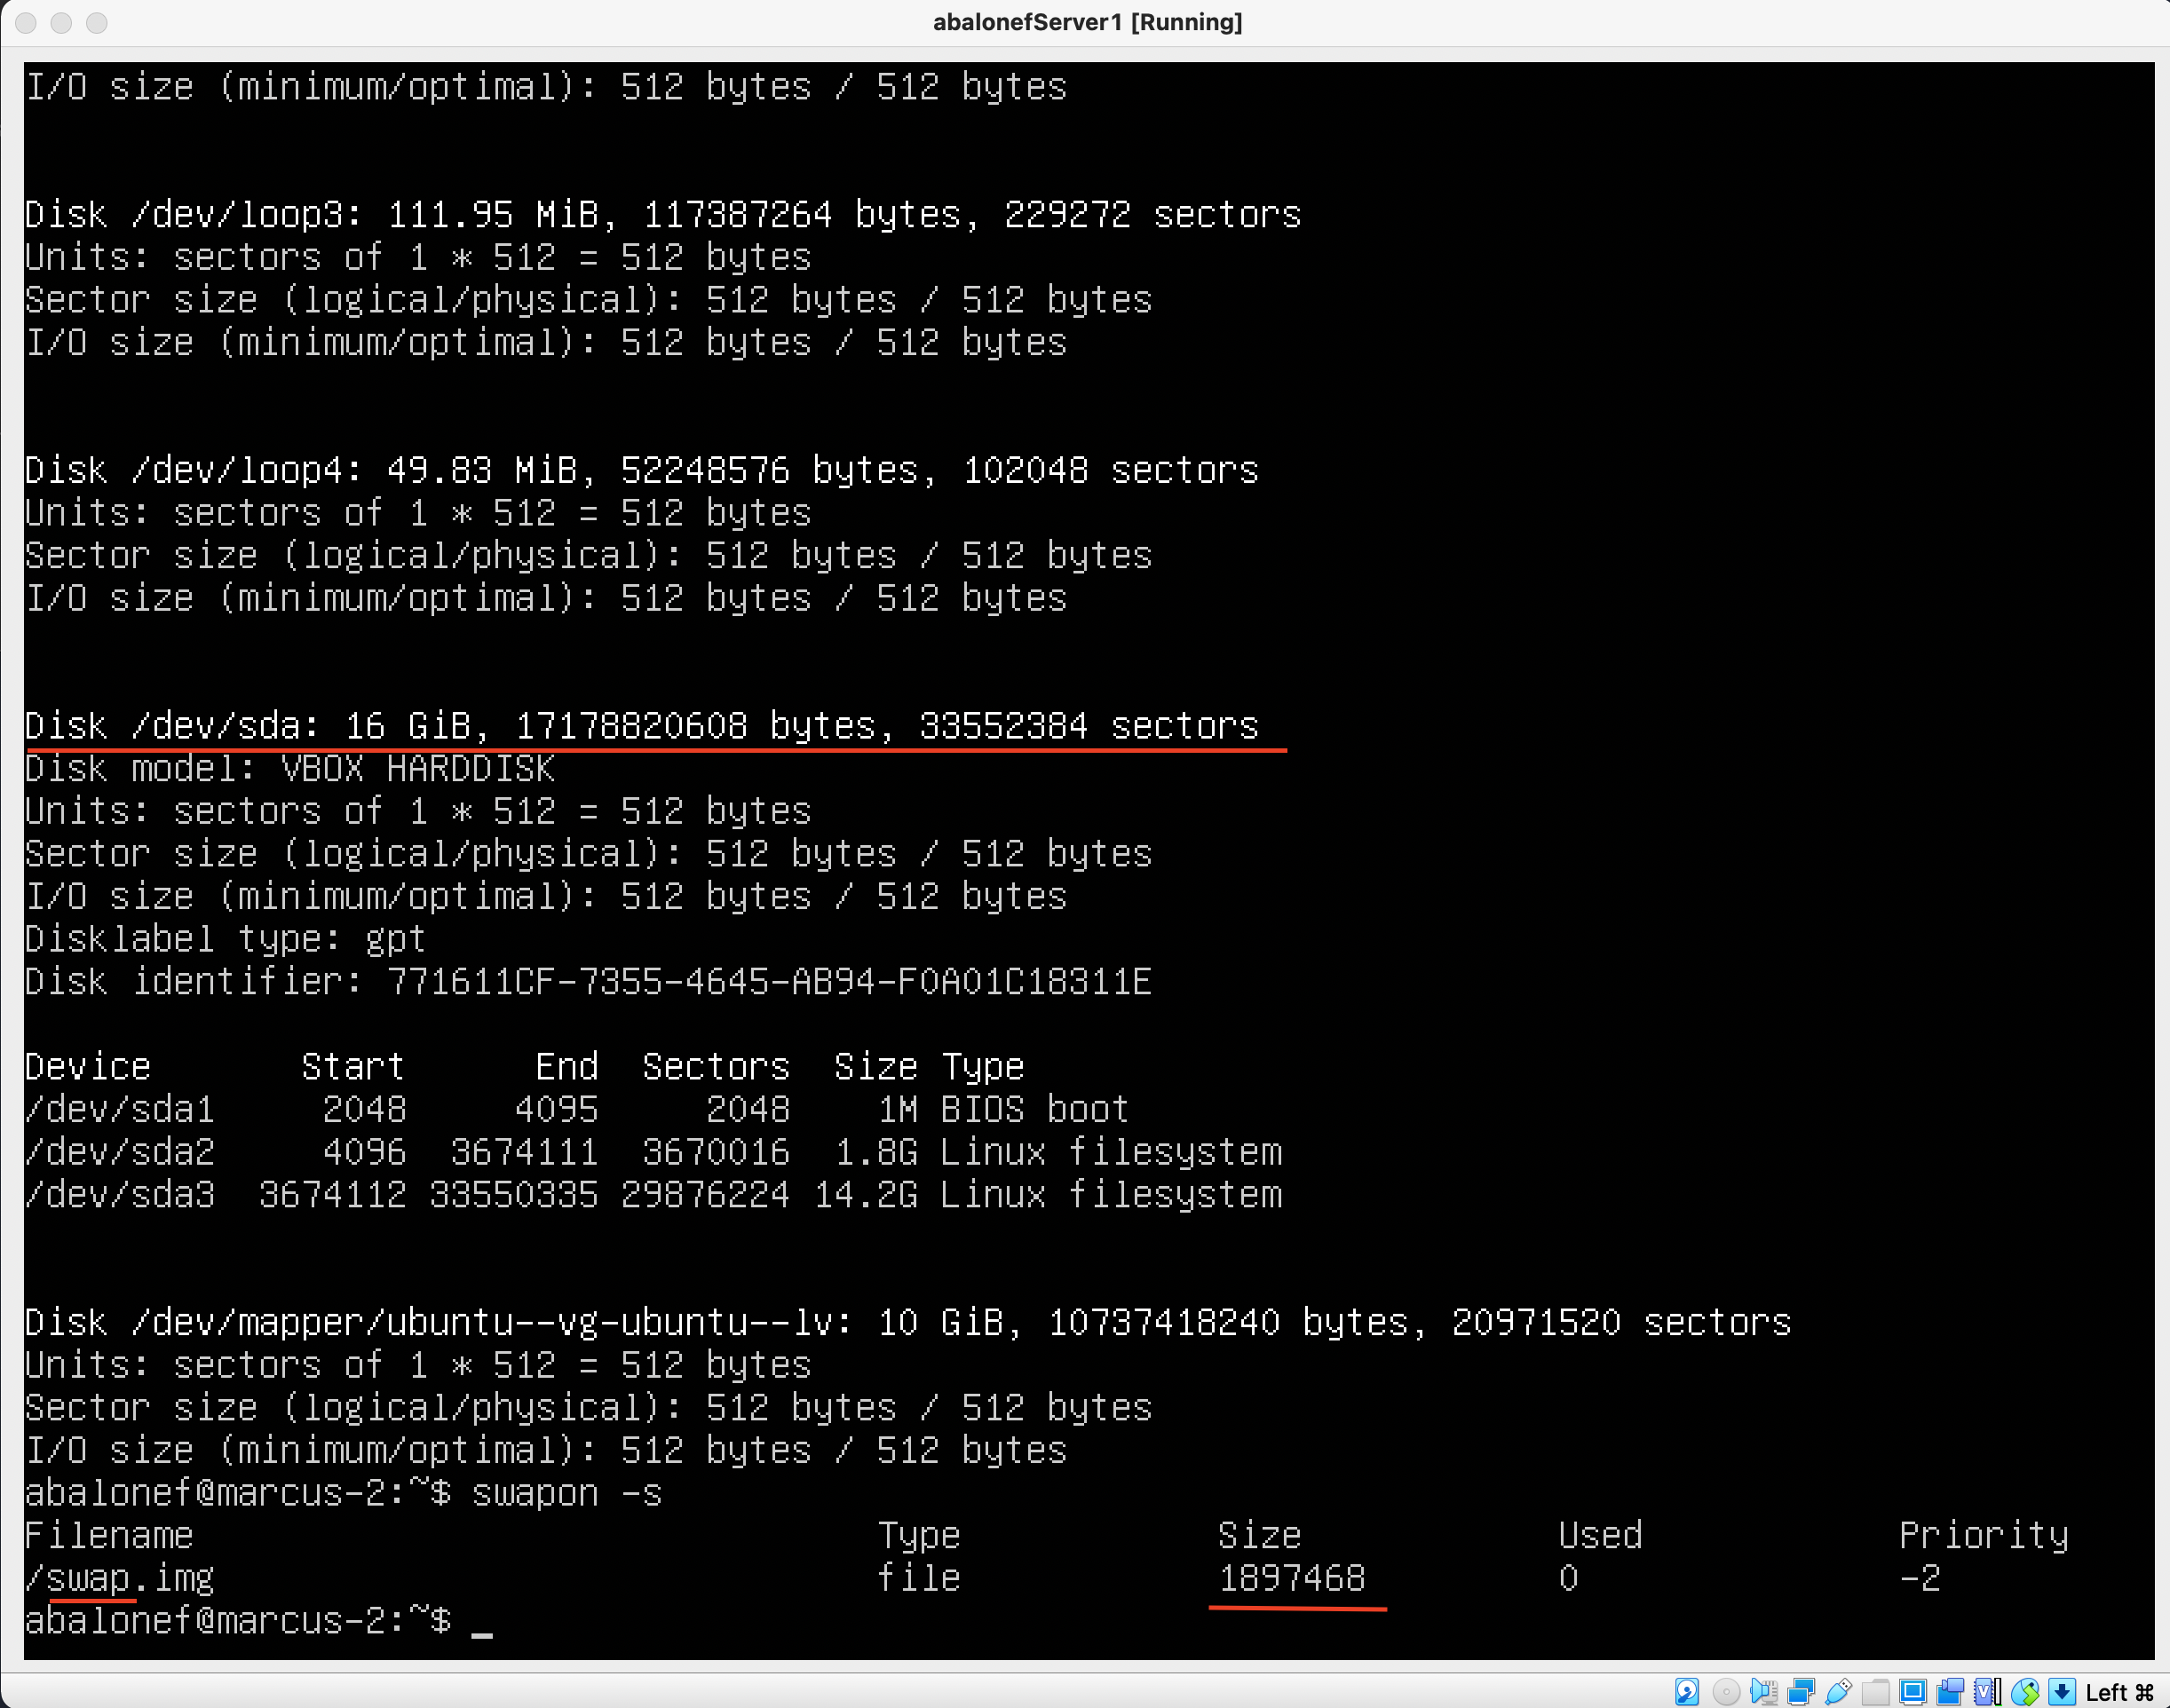 abalonefServer1 [Running]
I/O size (minimum/optimal): 512 bytes / 512 bytes
Disk /dev/loop3: 111.95 MiB, 117387264 bytes, 229272 sectors
Units: sectors of 1 * 512 = 512 bytes
Sector size (logical/physical): 512 bytes / 512 bytes
I/O size (minimum/optimal): 512 bytes / 512 bytes
Disk /dev/loop4: 49.83 MiB, 52248576 bytes, 102048 sectors
Units: sectors of 1 * 512 = 512 bytes
Sector size (logical/physical): 512 bytes / 512 bytes
I/O size (minimum/optimal): 512 bytes / 512 bytes
Disk /dev/sda: 16 GiB, 17178820608 bytes, 33552384 sectors
Disk model: VBOX HARDDISK
Units: sectors of 1 * 512 = 512 bytes
Sector size (logical/physical): 512 bytes / 512 bytes
I/O size (minimum/optimal): 512 bytes / 512 bytes
Disklabel type: gpt
Disk identifier: 771611CF-7355-4645-AB94-F0A01C18311E
Device Start End Sectors Size Type
/dev/sda1 2048 4095 2048 1M BIOS boot
/dev/sda2 4096 3674111 3670016 1.8G Linux filesystem
/dev/sda3 3674112 33550335 29876224 14.2G Linux filesystem
Disk /dev/mapper/ubuntu--vg-ubuntu--lv: 10 GiB, 10737418240 bytes, 20971520 sectors
Units: sectors of 1 * 512 = 512 bytes
Sector size (logical/physical): 512 bytes / 512 bytes
I/O size (minimum/optimal): 512 bytes / 512 bytes
abalonef@marcus-2:~$ swapon -s
Filename Type Size Used Priority
/swap.img file 1897468 0 -2
abalonef@marcus-2:~$ _
Left ⌘